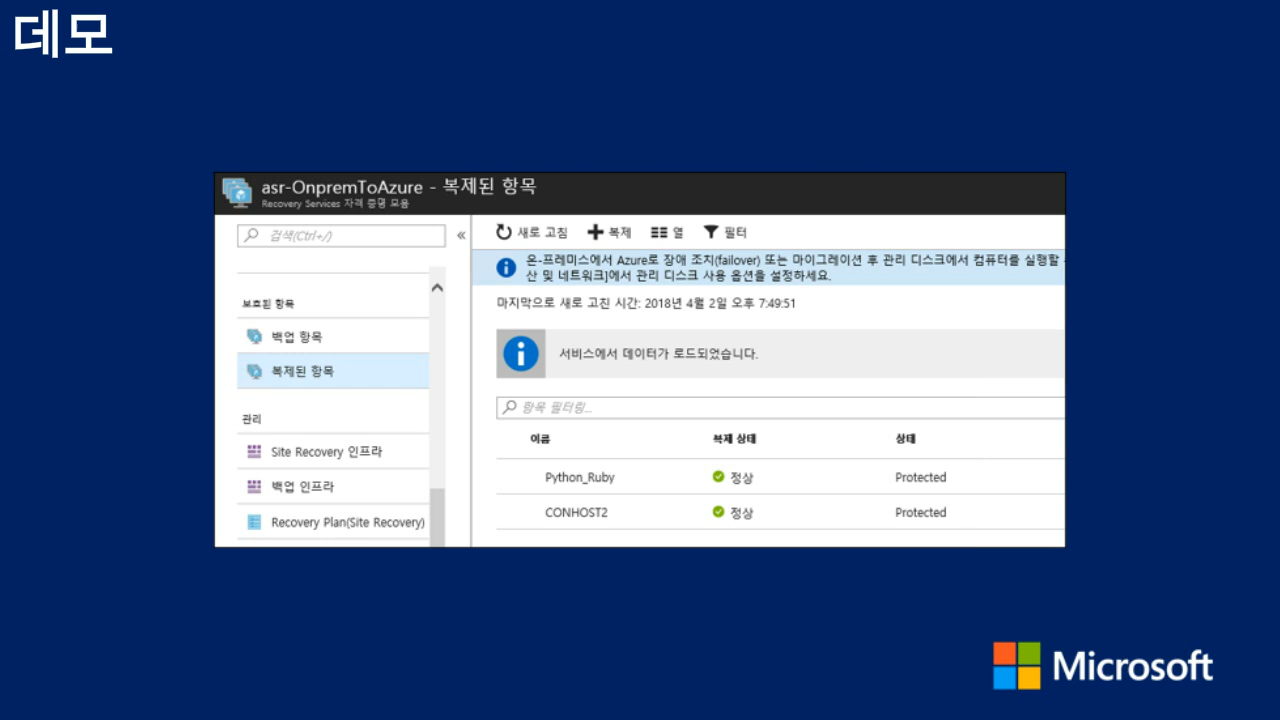 데모
asr-OnpremToAzure - 복제된 항목
Recovery Services 자격 증명 모음
검색(Ctrl+/)
«
새로 고침 복제 열 필터
온-프레미스에서 Azure로 장애 조치(failover) 또는 마이그레이션 후 관리 디스크에서 컴퓨터를 실행할
산 및 네트워크]에서 관리 디스크 사용 옵션을 설정하세요.
마지막으로 새로 고친 시간: 2018년 4월 2일 오후 7:49:51
보호된 항목
백업 항목
복제된 항목
관리
Site Recovery 인프라
백업 인프라
Recovery Plan(Site Recovery)
서비스에서 데이터가 로드되었습니다.
항목 필터링...
이름 복제 상태 상태
Python_Ruby 정상 Protected
CONHOST2 정상 Protected
Microsoft